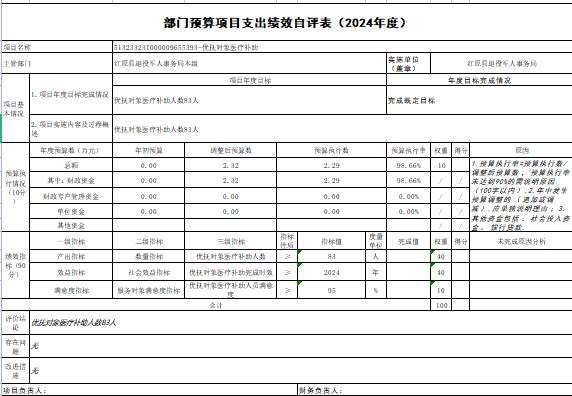 部门预算项目支出绩效自评表（2024年度）
项目名称 51323323T000009655393-优抚对象医疗补助
主管部门 红原县退役军人事务局本级 实施单位（盖章） 红原县退役军人事务局
项目基本情况 项目年度目标 年度目标完成情况
1.项目年度目标完成情况 优抚对象医疗补助人数83人 完成既定目标
2.项目实施内容及过程概述 优抚对象医疗补助人数83人
预算执行情况（10分） 年度预算数（万元） 年初预算 调整后预算数 预算执行数 预算执行率 权重 得分 原因
总额 0.00 2.32 2.29 98.66% 10
其中：财政资金 0.00 2.32 2.29 98.66% / /
财政专户管理资金 0.00 0.00 0.00 0.00% / /
单位资金 0.00 0.00 0.00 0.00% / /
其他资金 / /
1.预算执行率=预算执行数/
调整后预算数，预算执行率
未达到90%的需说明原因
（100字以内）,2.年中发生
预算调整的（追加或调
减）,应单独说明理由；3.
其他资金包括：社会投入资
金、银行贷款.
绩效指标（90分） 一级指标 二级指标 三级指标 指标性质 指标值 度量单位 完成值 权重 得分 未完成原因分析
产出指标 数量指标 优抚对象医疗补助人数 ≥ 83 人 40
效益指标 社会效益指标 优抚对象医疗补助完成时效 ≥ 2024 年 40
满意度指标 服务对象满意度指标 优抚对象医疗补助人员满意度 ≥ 95 % 10
合计 100
评价结论 优抚对象医疗补助人数83人
存在问题 无
改进措施 无
项目负责人： 财务负责人：